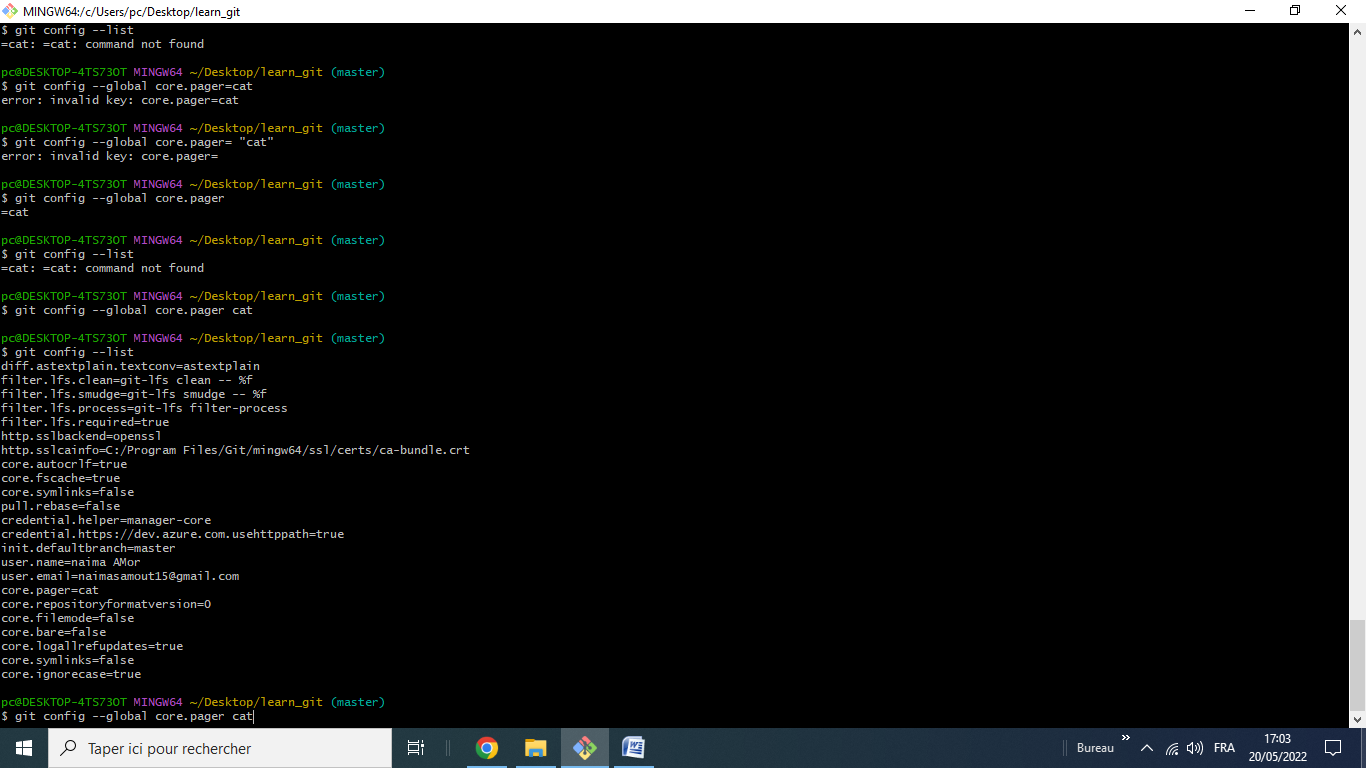 MINGW64:/c/Users/pc/Desktop/learn_git
$ git config --list
=cat: =cat: command not found
pc@DESKTOP-4TS73OT MINGW64 ~/Desktop/learn_git (master)
$ git config --global core.pager=cat
error: invalid key: core.pager=cat
pc@DESKTOP-4TS73OT MINGW64 ~/Desktop/learn_git (master)
$ git config --global core.pager= "cat"
error: invalid key: core.pager=
pc@DESKTOP-4TS73OT MINGW64 ~/Desktop/learn_git (master)
$ git config --global core.pager
=cat
pc@DESKTOP-4TS73OT MINGW64 ~/Desktop/learn_git (master)
$ git config --list
=cat: =cat: command not found
pc@DESKTOP-4TS73OT MINGW64 ~/Desktop/learn_git (master)
$ git config --global core.pager cat
pc@DESKTOP-4TS73OT MINGW64 ~/Desktop/learn_git (master)
$ git config --list
diff.astextplain.textconv=astextplain
filter.lfs.clean=git-lfs clean -- %f
filter.lfs.smudge=git-lfs smudge -- %f
filter.lfs.process=git-lfs filter-process
filter.lfs.required=true
http.sslbackend=openssl
http.sslcainfo=C:/Program Files/Git/mingw64/ssl/certs/ca-bundle.crt
core.autocrlf=true
core.fscache=true
core.symlinks=false
pull.rebase=false
credential.helper=manager-core
credential.https://dev.azure.com.usehttppath=true
init.defaultbranch=master
user.name=naima AMor
user.email=naimasamout15@gmail.com
core.pager=cat
core.repositoryformatversion=0
core.filemode=false
core.bare=false
core.logallrefupdates=true
core.symlinks=false
core.ignorecase=true
pc@DESKTOP-4TS73OT MINGW64 ~/Desktop/learn_git (master)
$ git config --global core.pager cat
Taper ici pour rechercher
Bureau
FRA
17:03
20/05/2022